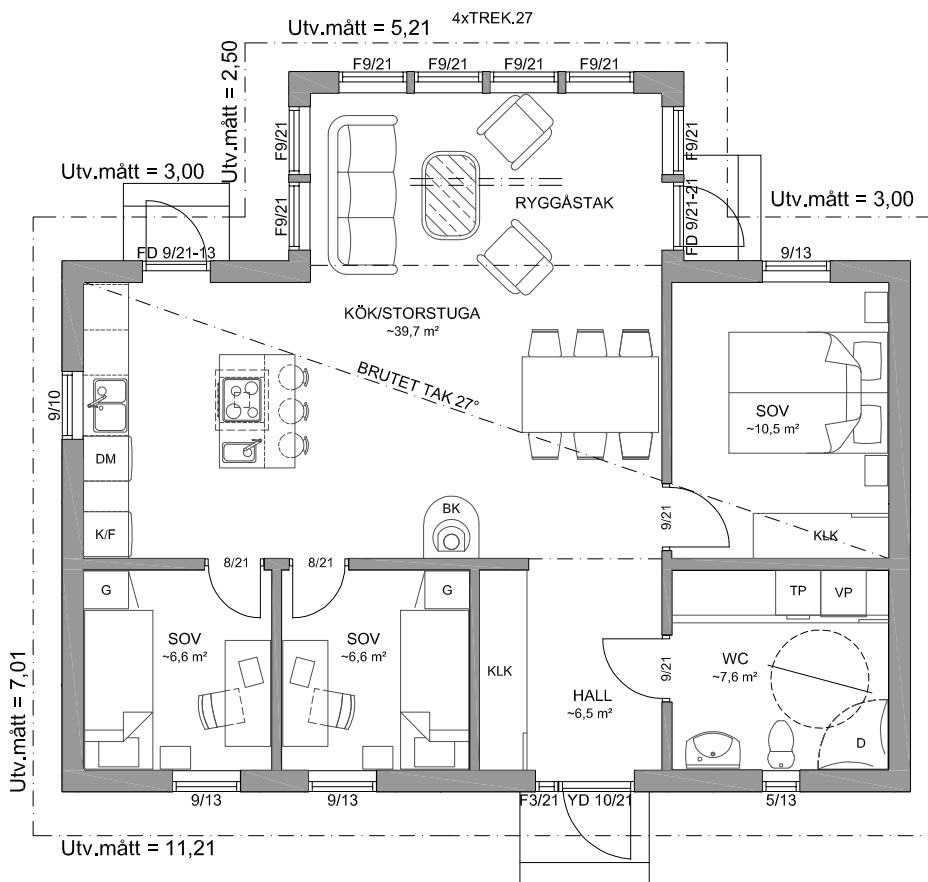 4xTREK.27
Utv.mått = 5,21
Utv.mått = 2,50
F9/21 F9/21 F9/21 F9/21
F9/21
F9/21
F9/21
FD 9/21-21
Utv.mått = 3,00
Utv.mått = 3,00
RYGGÅSTAK
FD 9/21-13
9/13
KÖK/STORSTUGA
~39,7 m²
BRUTET TAK 27°
9/10
SOV
~10,5 m²
DM
K/F
BK
9/21
KLK
8/21
8/21
G
G
TP
VP
SOV
~6,6 m²
SOV
~6,6 m²
KLK
HALL
~6,5 m²
9/21
WC
~7,6 m²
D
Utv.mått = 7,01
9/13
9/13
F3/21
YD 10/21
5/13
Utv.mått = 11,21